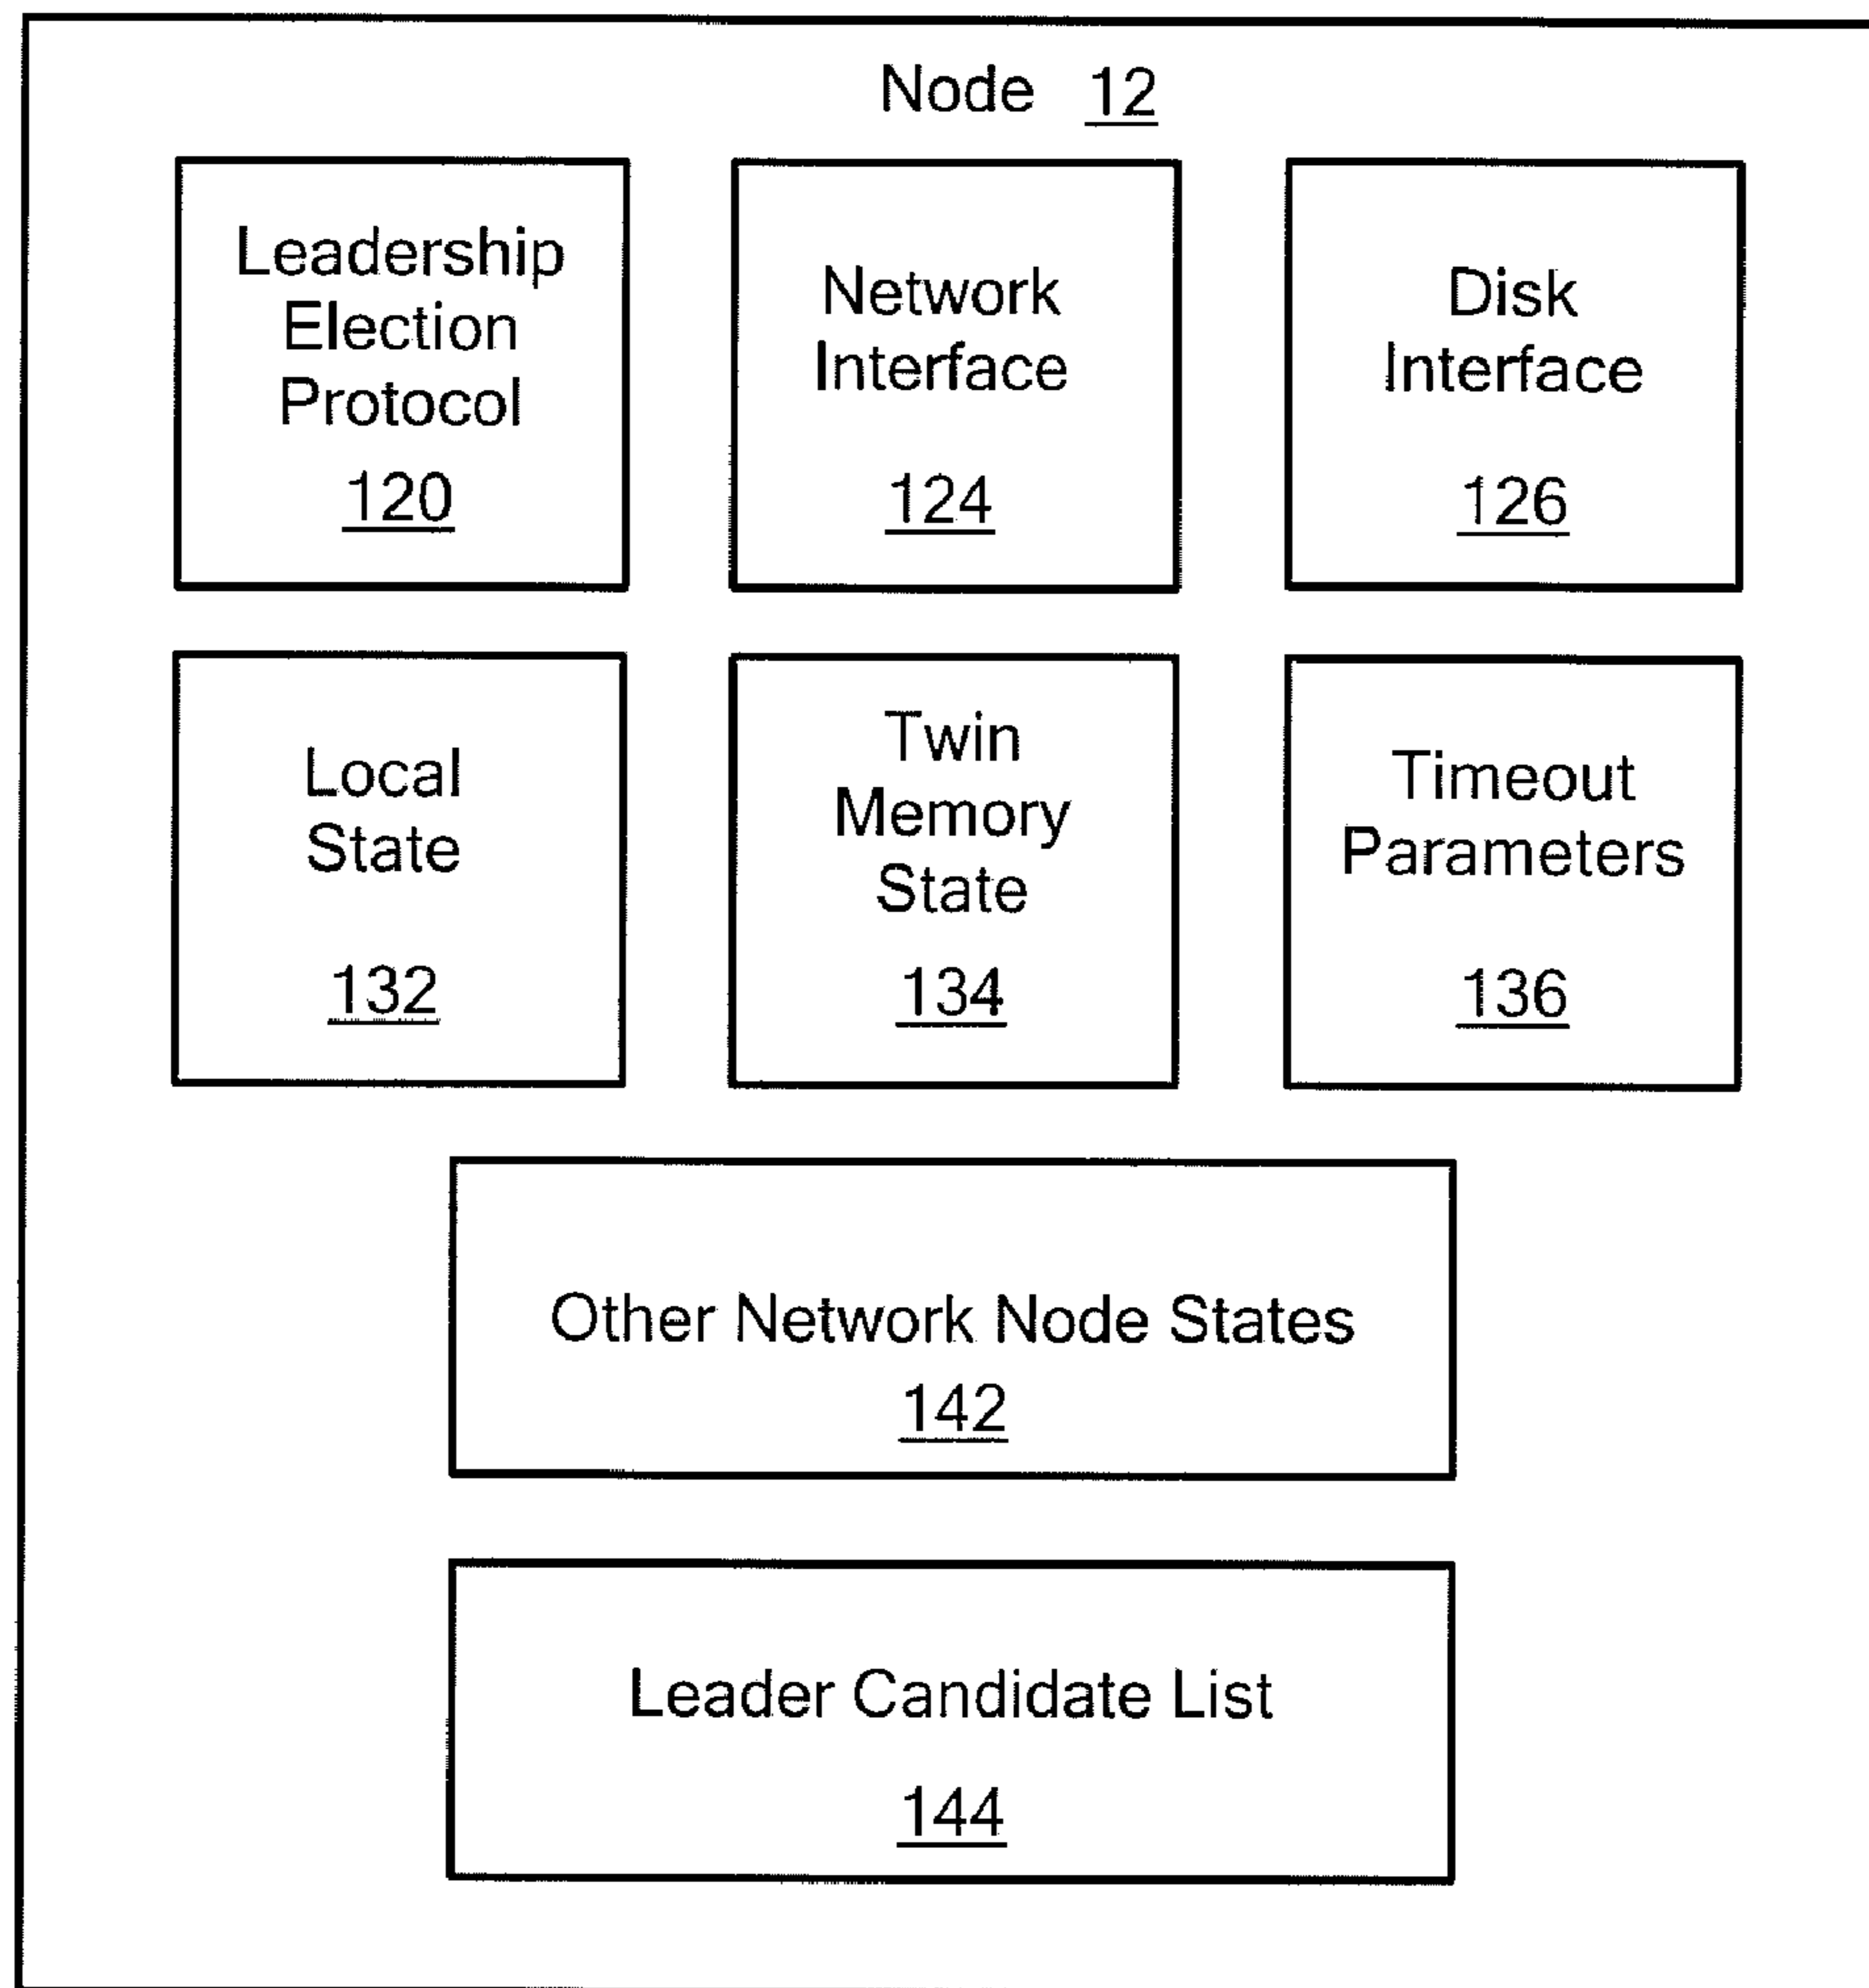 Node 12
Leadership
Election
Protocol
120
Network
Interface
124
Disk
Interface
126
Local
State
132
Twin
Memory
State
134
Timeout
Parameters
136
Other Network Node States
142
Leader Candidate List
144